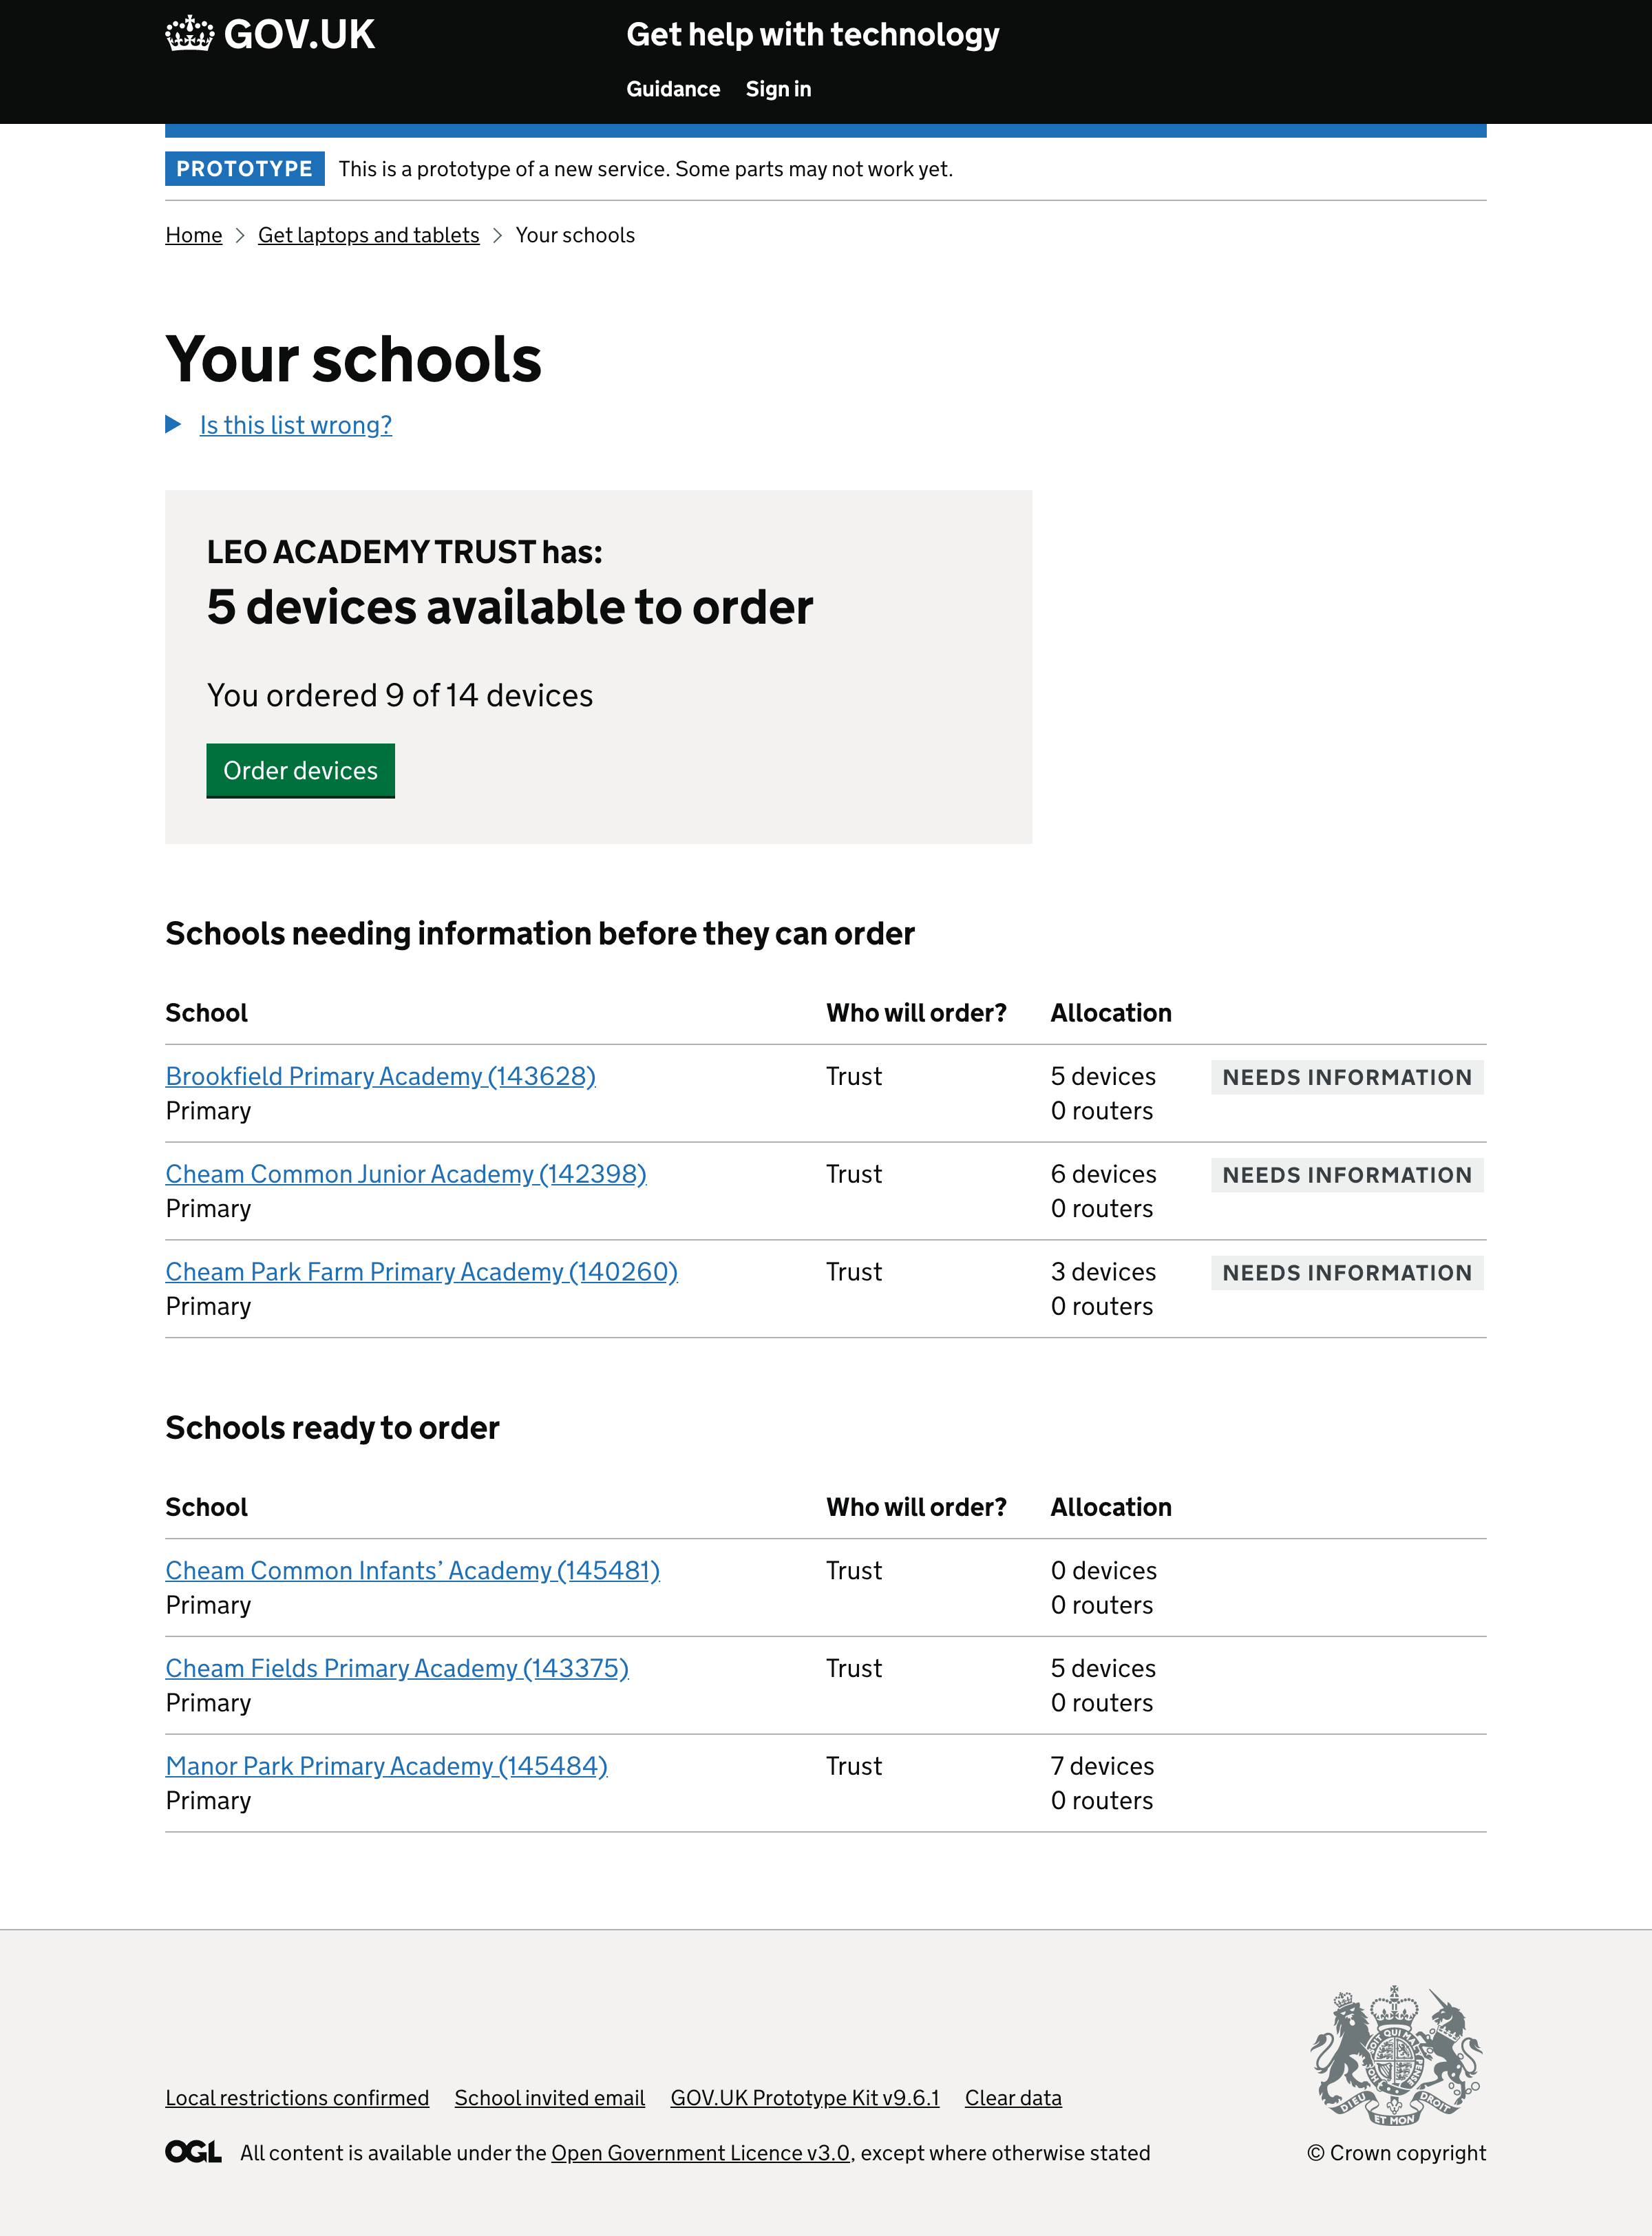 GOV.UK
Get help with technology
Guidance Sign in
PROTOTYPE This is a prototype of a new service. Some parts may not work yet.
Home > Get laptops and tablets > Your schools
Your schools
Is this list wrong?
LEO ACADEMY TRUST has:
5 devices available to order
You ordered 9 of 14 devices
Order devices
Schools needing information before they can order
School Who will order? Allocation
Brookfield Primary Academy (143628) Trust 5 devices NEEDS INFORMATION
Primary 0 routers
Cheam Common Junior Academy (142398) Trust 6 devices NEEDS INFORMATION
Primary 0 routers
Cheam Park Farm Primary Academy (140260) Trust 3 devices NEEDS INFORMATION
Primary 0 routers
Schools ready to order
School Who will order? Allocation
Cheam Common Infants’ Academy (145481) Trust 0 devices
Primary 0 routers
Cheam Fields Primary Academy (143375) Trust 5 devices
Primary 0 routers
Manor Park Primary Academy (145484) Trust 7 devices
Primary 0 routers
DIEU ET MON DROIT
Local restrictions confirmed School invited email GOV.UK Prototype Kit v9.6.1 Clear data
OGL All content is available under the Open Government Licence v3.0, except where otherwise stated © Crown copyright